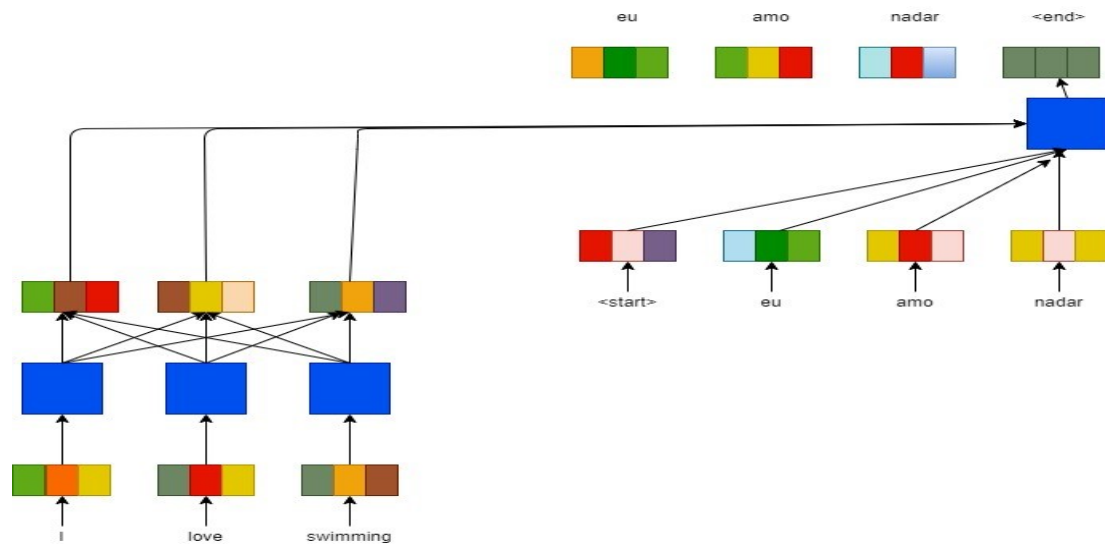 eu amo nadar <end>
<start> eu amo nadar
I love swimming